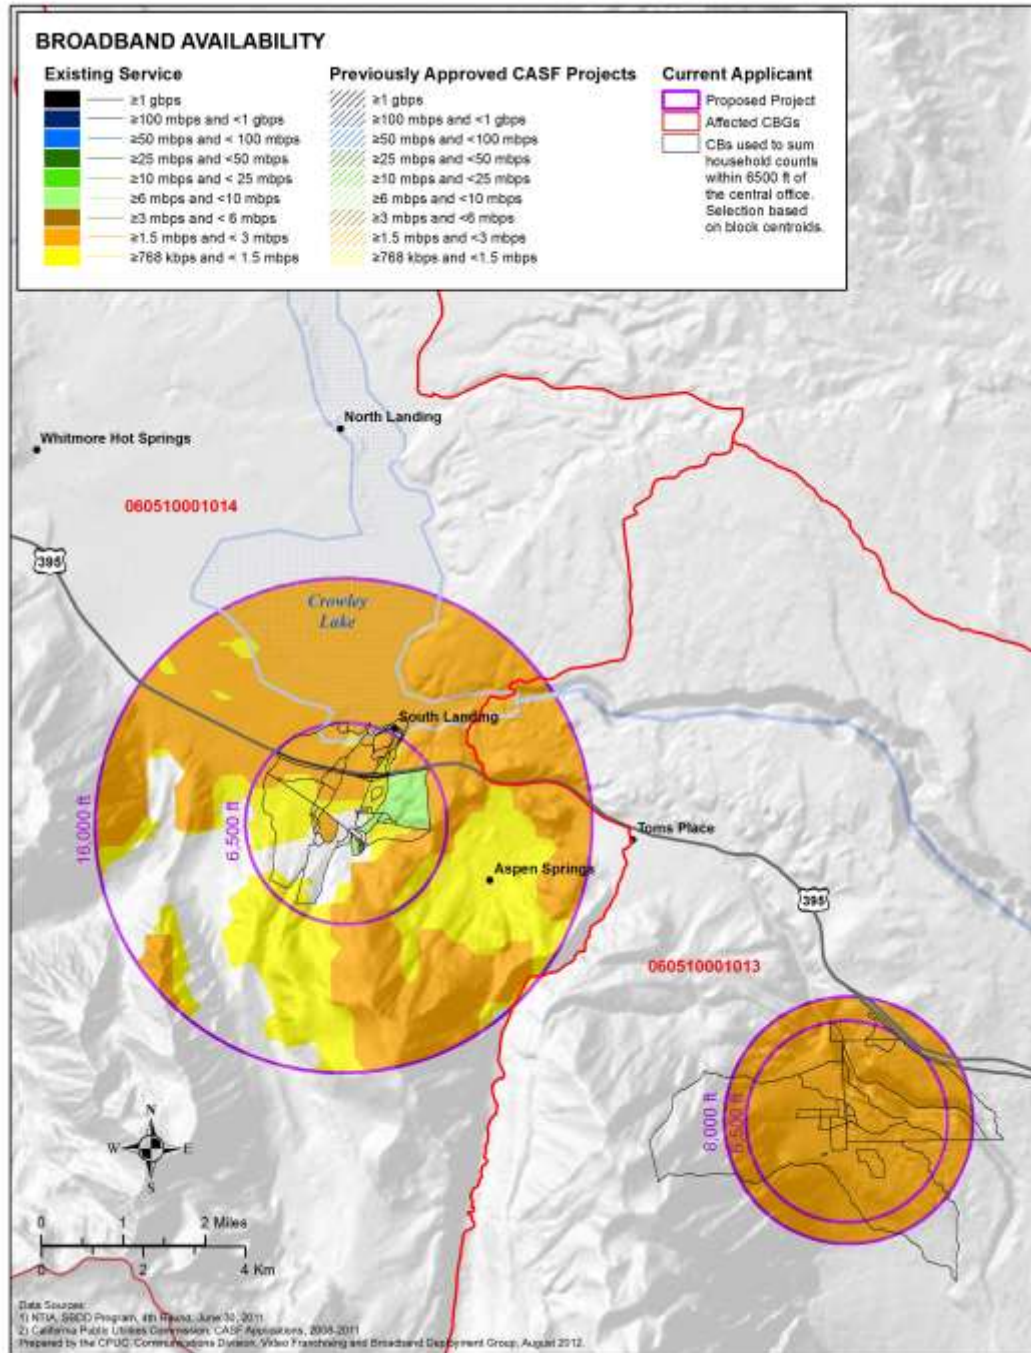 BROADBAND AVAILABILITY
Existing Service
≥1 gbps
≥100 mbps and <1 gbps
≥50 mbps and < 100 mbps
≥25 mbps and <50 mbps
≥10 mbps and < 25 mbps
≥6 mbps and <10 mbps
≥3 mbps and < 6 mbps
≥1.5 mbps and < 3 mbps
≥768 kbps and < 1.5 mbps
Previously Approved CASF Projects
≥1 gbps
≥100 mbps and <1 gbps
≥50 mbps and <100 mbps
≥25 mbps and <50 mbps
≥10 mbps and <25 mbps
≥6 mbps and <10 mbps
≥3 mbps and <6 mbps
≥1.5 mbps and <3 mbps
≥768 kbps and <1.5 mbps
Current Applicant
Proposed Project
Affected CBGs
CBs used to sum
household counts
within 6500 ft of
the central office.
Selection based
on block centroids.
North Landing
Whitmore Hot Springs
060510001014
395
Crowley
Lake
South Landing
16,000 ft
6,500 ft
Toms Place
Aspen Springs
395
060510001013
8,000 ft
6,500 ft
N
W E
S
0 1 2 Miles
0 2 4 Km
Data Sources:
1) NTIA, SBDD Program, 4th Round, June 30, 2011
2) California Public Utilities Commission, CASF Applications, 2008-2011
Prepared by the CPUC, Communications Division, Video Franchising and Broadband Deployment Group, August 2012.